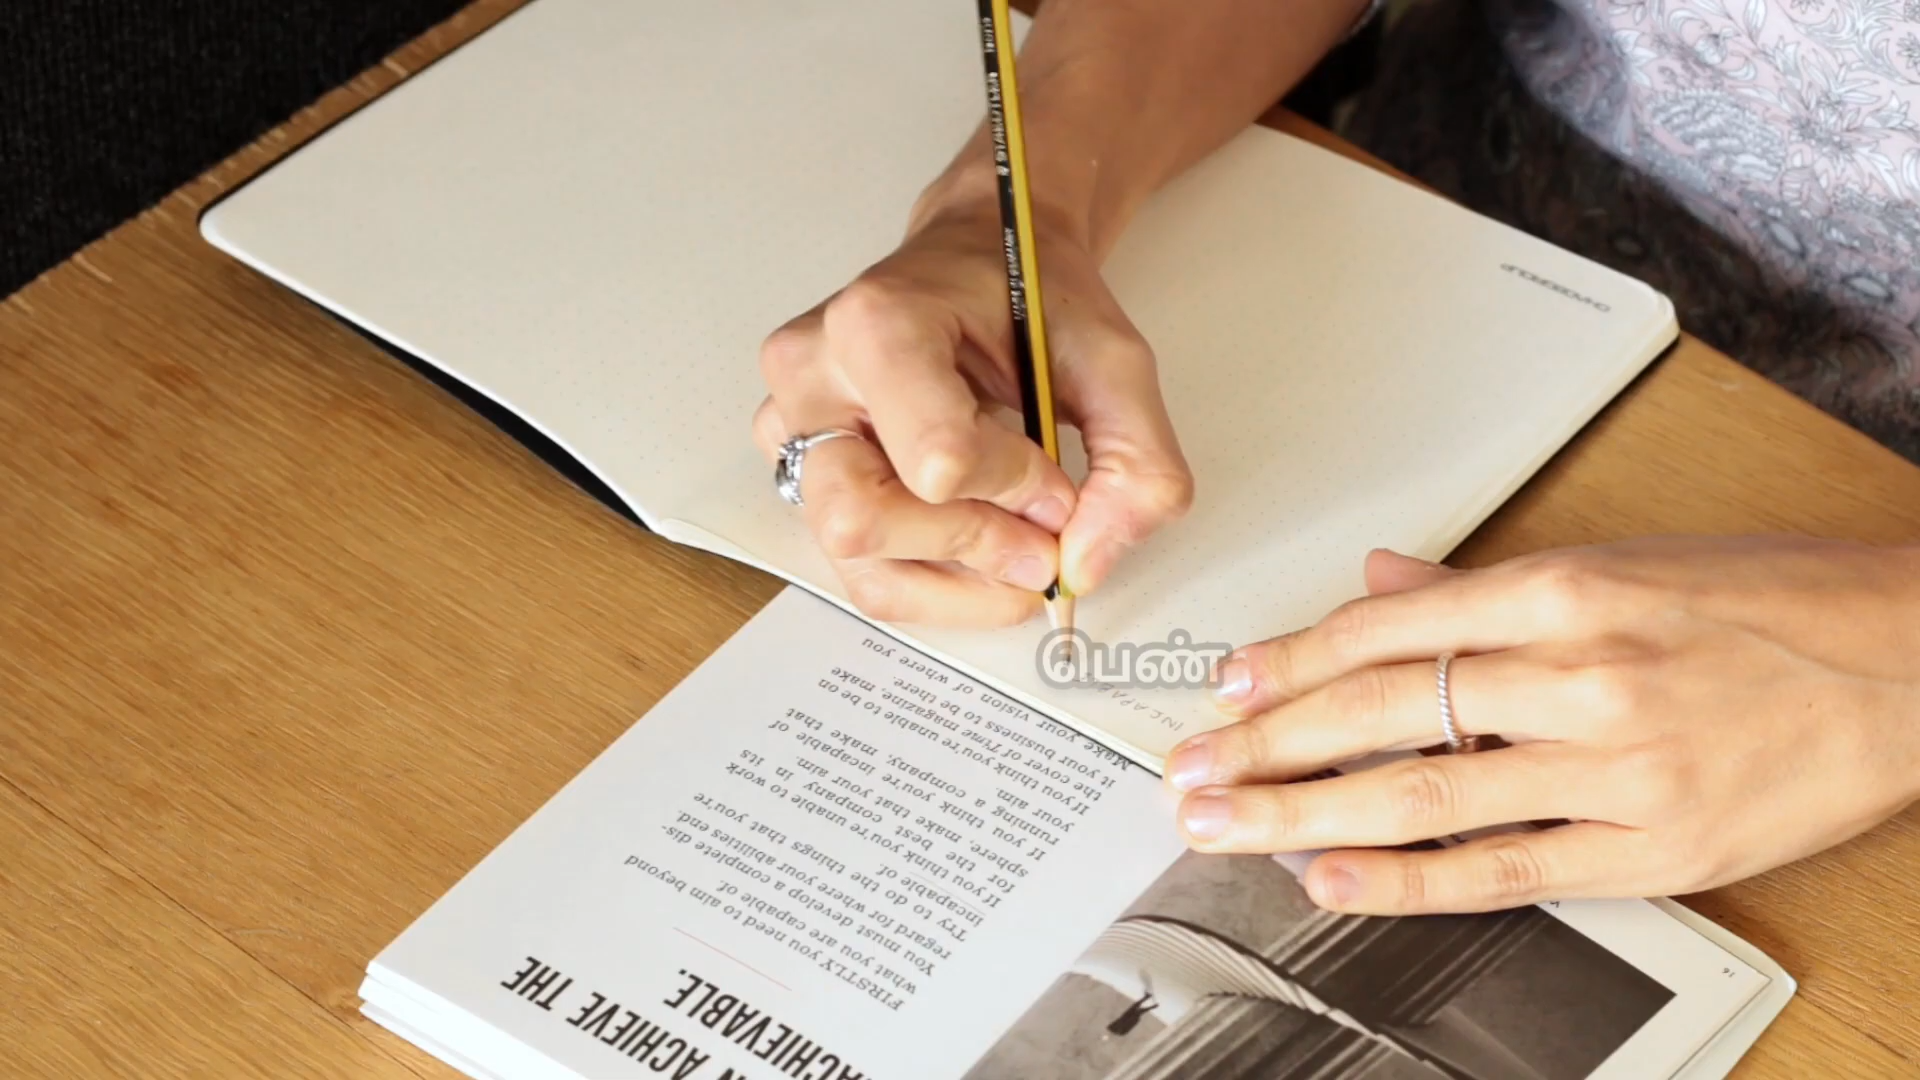 பெண்
INCAPA
N ACHIEVE THE
ACHIEVABLE.
FIRSTLY you need to aim beyond
what you are capable of.
You must develop a complete dis-
regard for where your abilities end.
Try to do the things that you're
incapable of.
If you think you're unable to work
for the best company in its
sphere, make that your aim.
If you think you're incapable of
running a company, make that
your aim.
If you think you're unable to be on
the cover of Time magazine, make
it your business to be there.
Make your vision of where you
16